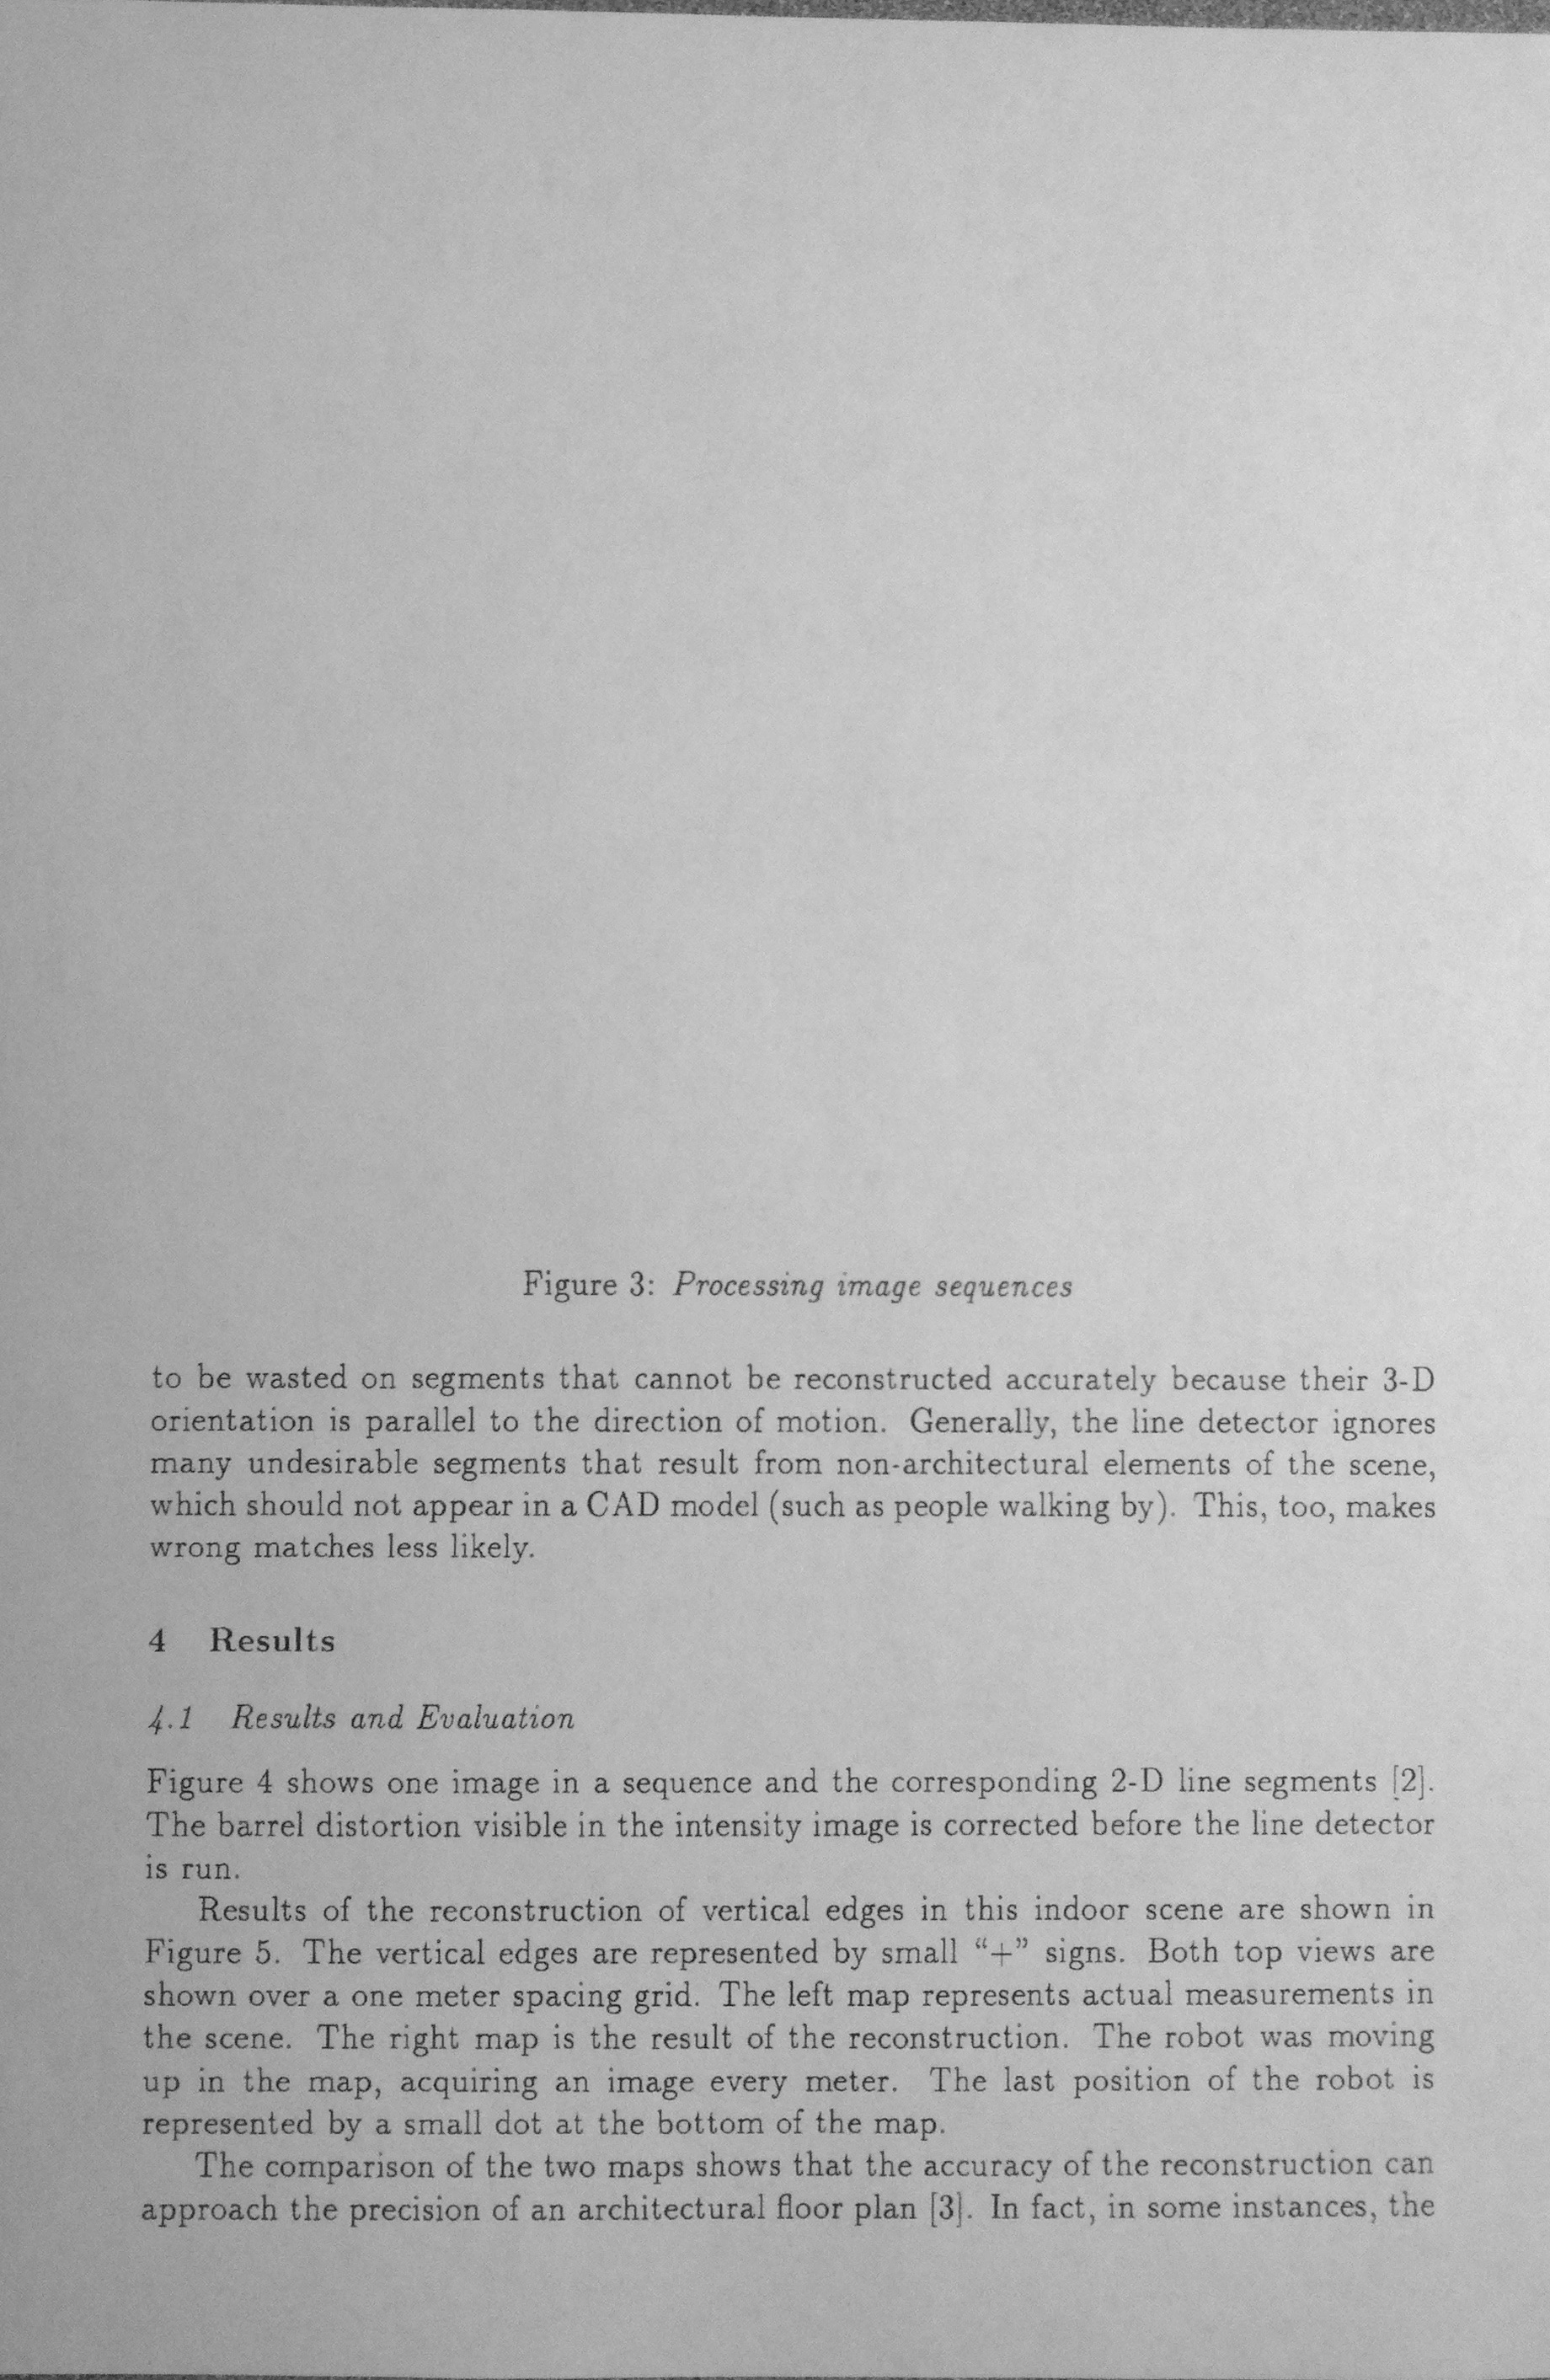 Figure 3: Processing image sequences
to be wasted on segments that cannot be reconstructed accurately because their 3-D
orientation is parallel to the direction of motion. Generally, the line detector ignores
many undesirable segments that result from non-architectural elements of the scene,
which should not appear in a CAD model (such as people walking by). This, too, makes
wrong matches less likely.
4 Results
4.1 Results and Evaluation
Figure 4 shows one image in a sequence and the corresponding 2-D line segments [2].
The barrel distortion visible in the intensity image is corrected before the line detector
is run.
Results of the reconstruction of vertical edges in this indoor scene are shown in
Figure 5. The vertical edges are represented by small “+” signs. Both top views are
shown over a one meter spacing grid. The left map represents actual measurements in
the scene. The right map is the result of the reconstruction. The robot was moving
up in the map, acquiring an image every meter. The last position of the robot is
represented by a small dot at the bottom of the map.
The comparison of the two maps shows that the accuracy of the reconstruction can
approach the precision of an architectural floor plan [3]. In fact, in some instances, the